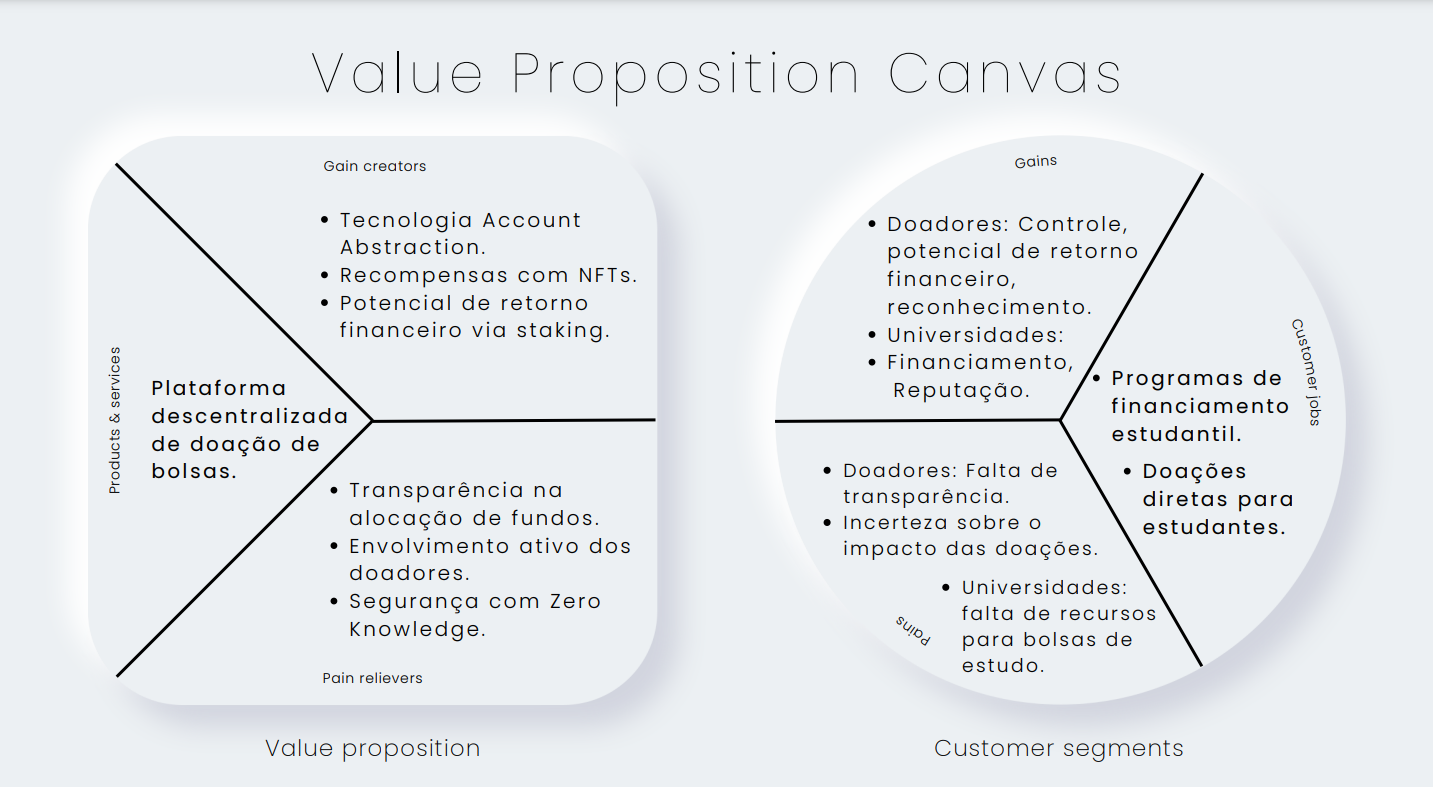 Value Proposition Canvas
Gain creators
• Tecnologia Account
Abstraction.
• Recompensas com NFTs.
• Potencial de retorno
financeiro via staking.
Products & services
Plataforma
descentralizada
de doação de
bolsas.
• Transparência na
alocação de fundos.
• Envolvimento ativo dos
doadores.
• Segurança com Zero
Knowledge.
Pain relievers
Value proposition
Gains
• Doadores: Controle,
potencial de retorno
financeiro,
reconhecimento.
• Universidades:
• Financiamento,
Reputação.
Customer jobs
• Programas de
financiamento
estudantil.
• Doações
diretas para
estudantes.
• Doadores: Falta de
transparência.
• Incerteza sobre o
impacto das doações.
• Universidades:
falta de recursos
para bolsas de
estudo.
Pains
Customer segments